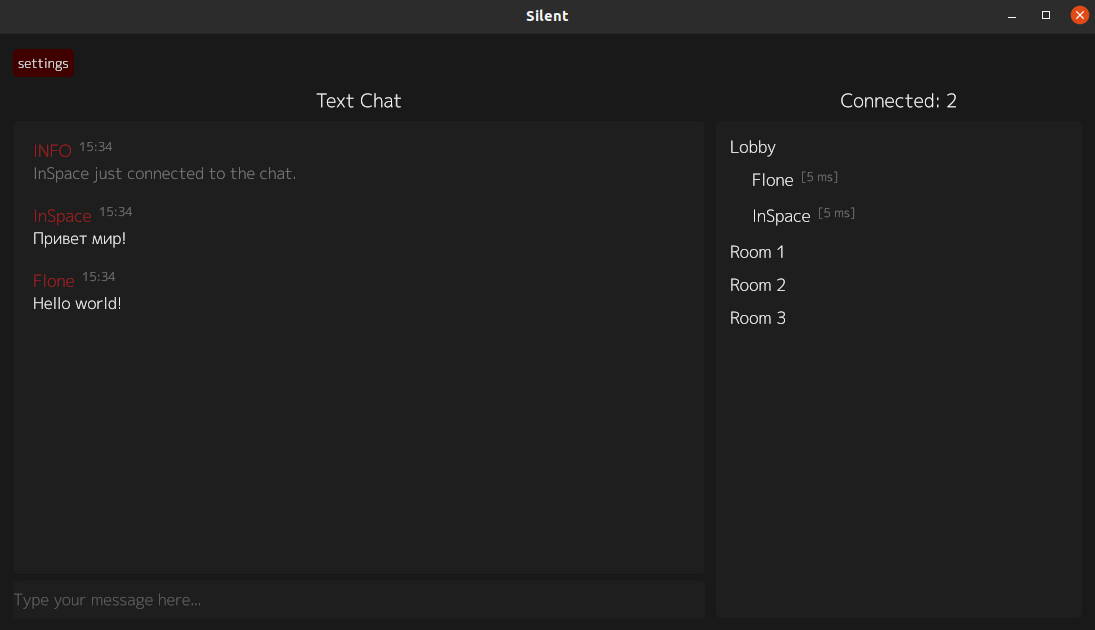 Silent
settings
Text Chat
INFO 15:34
InSpace just connected to the chat.
InSpace 15:34
Привет мир!
Flone 15:34
Hello world!
Type your message here...
Connected: 2
Lobby
Flone [5 ms]
InSpace [5 ms]
Room 1
Room 2
Room 3